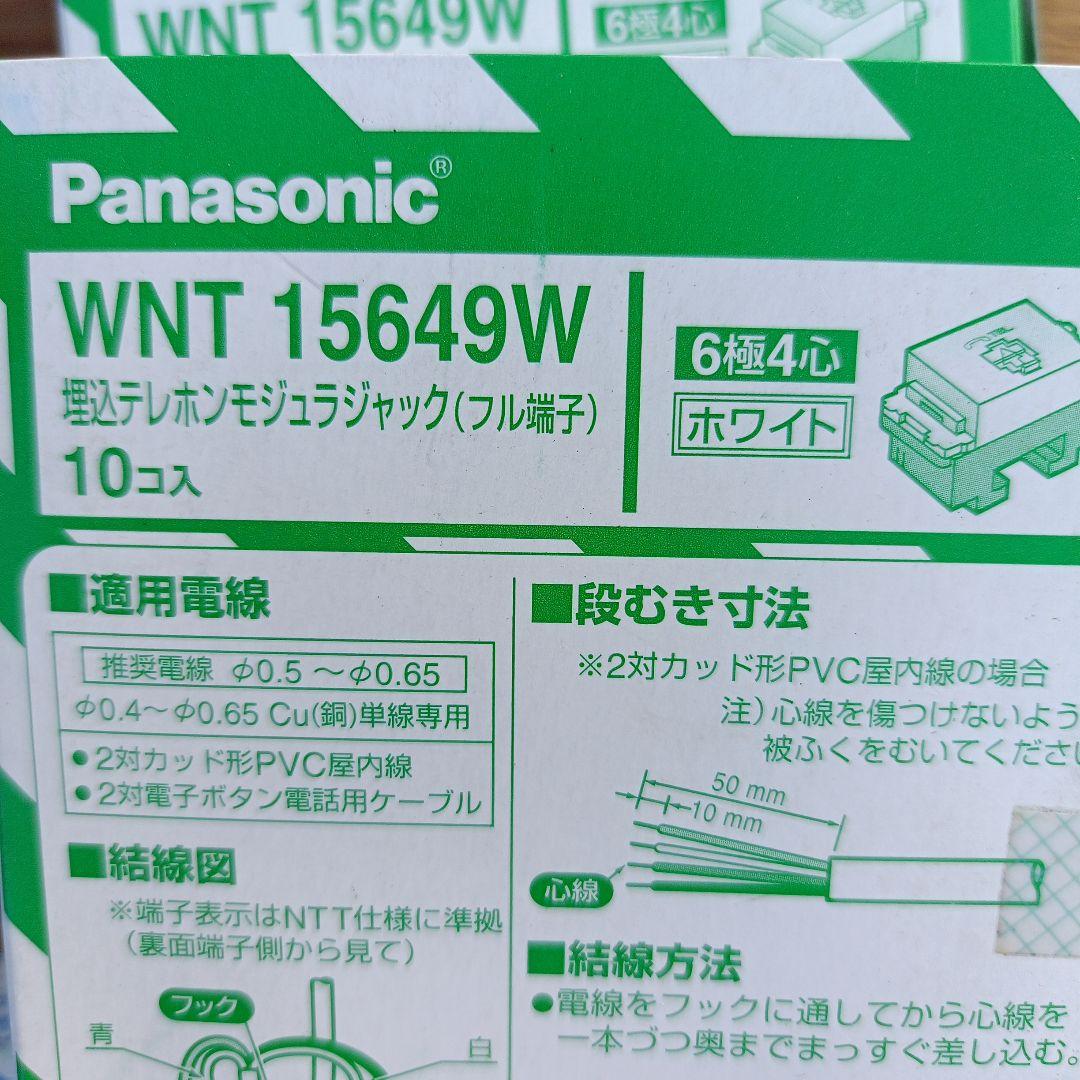 WNT 15649W
6極4心
Panasonic®
WNT 15649W
埋込テレホンモジュラジャック(フル端子)
10コ入
6極4心
ホワイト
■適用電線
推奨電線 φ0.5〜φ0.65
φ0.4〜φ0.65 Cu(銅)単線専用
●2対カッド形PVC屋内線
●2対電子ボタン電話用ケーブル
■結線図
※端子表示はNTT仕様に準拠
(裏面端子側から見て)
フック
青
白
■段むき寸法
※2対カッド形PVC屋内線の場合
注)心線を傷つけないよう
被ふくをむいてくださ
50 mm
10 mm
心線
■結線方法
●電線をフックに通してから心線を
一本づつ奥までまっすぐ差し込む。